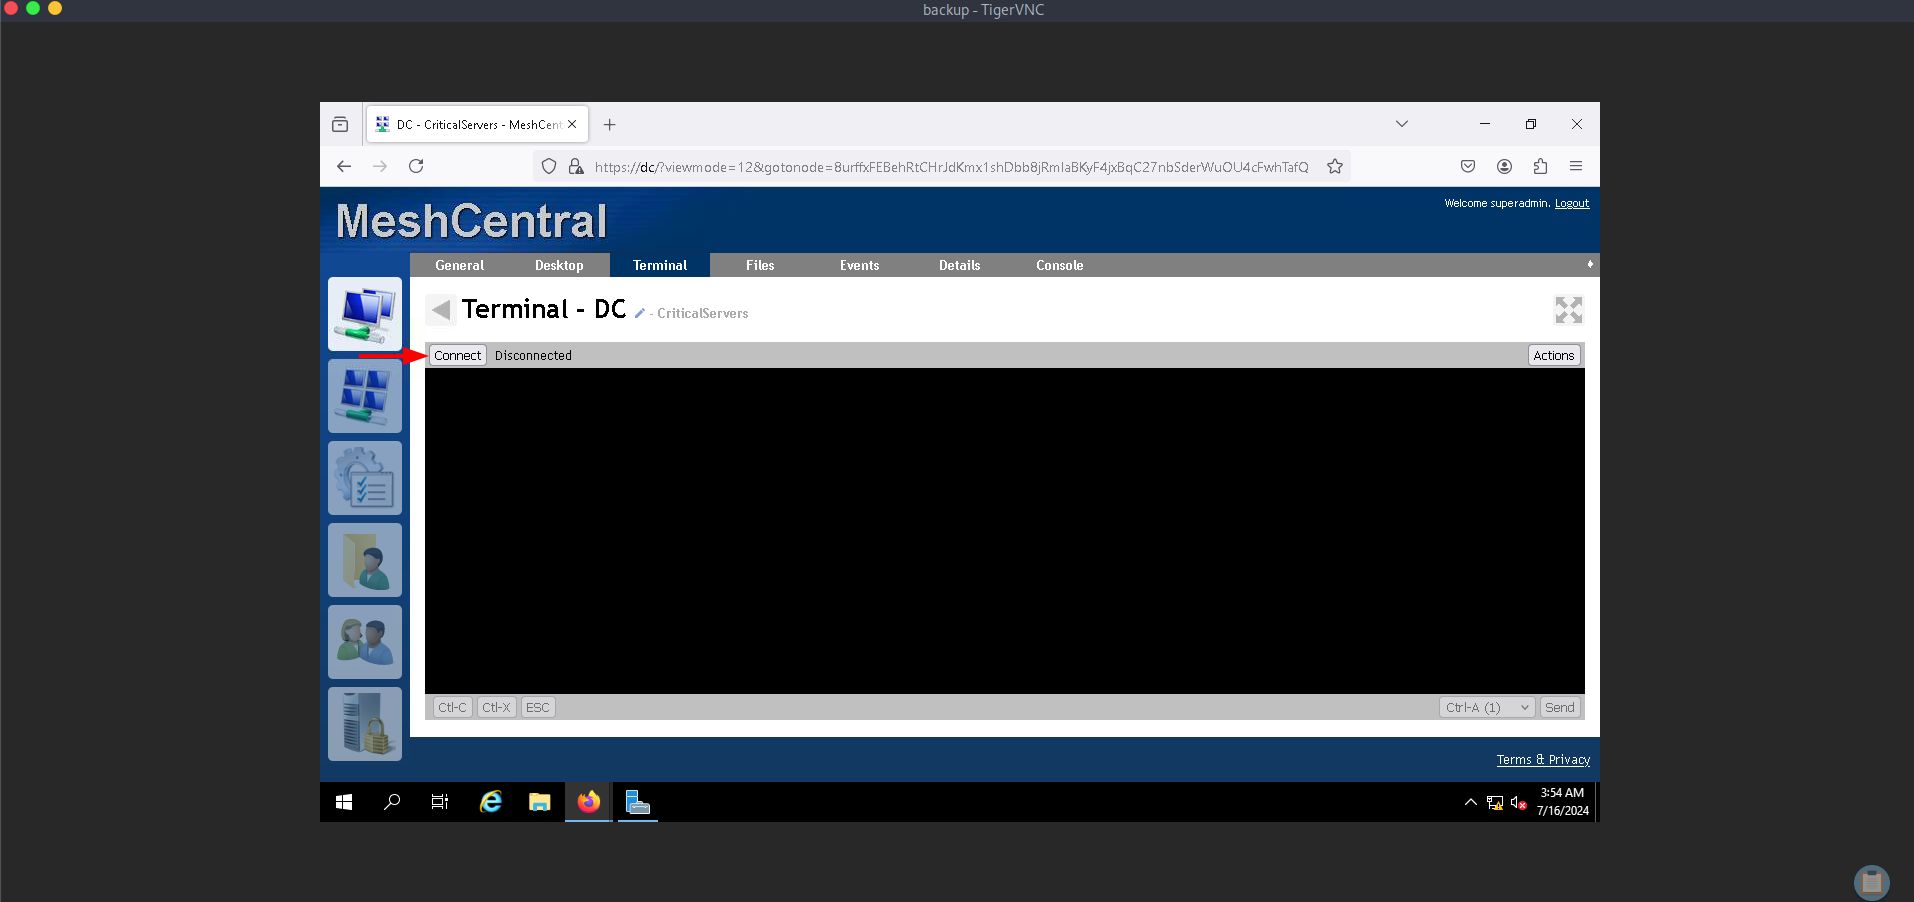 backup - TigerVNC
DC - CriticalServers - MeshCent
https://dc/?viewmode=12&gotonode=8urffxFEBehRtCHrJdKmx1shDbb8jRmIaBKyF4jxBqC27nbSderWuOU4cFwhTafQ
MeshCentral
Welcome superadmin. Logout
General Desktop Terminal Files Events Details Console
Terminal - DC - CriticalServers
Connect Disconnected Actions
Ctl-C Ctl-X ESC Ctrl-A (1) Send
Terms & Privacy
3:54 AM
7/16/2024